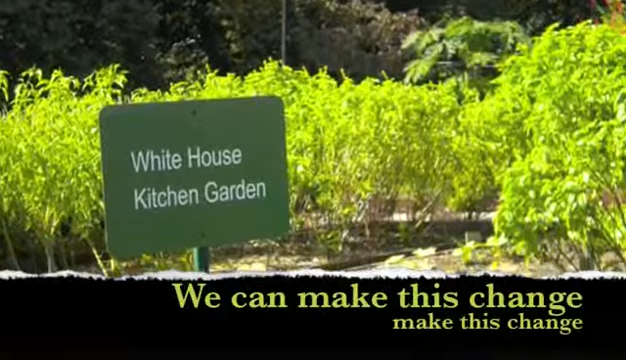 White House
Kitchen Garden
We can make this change
make this change